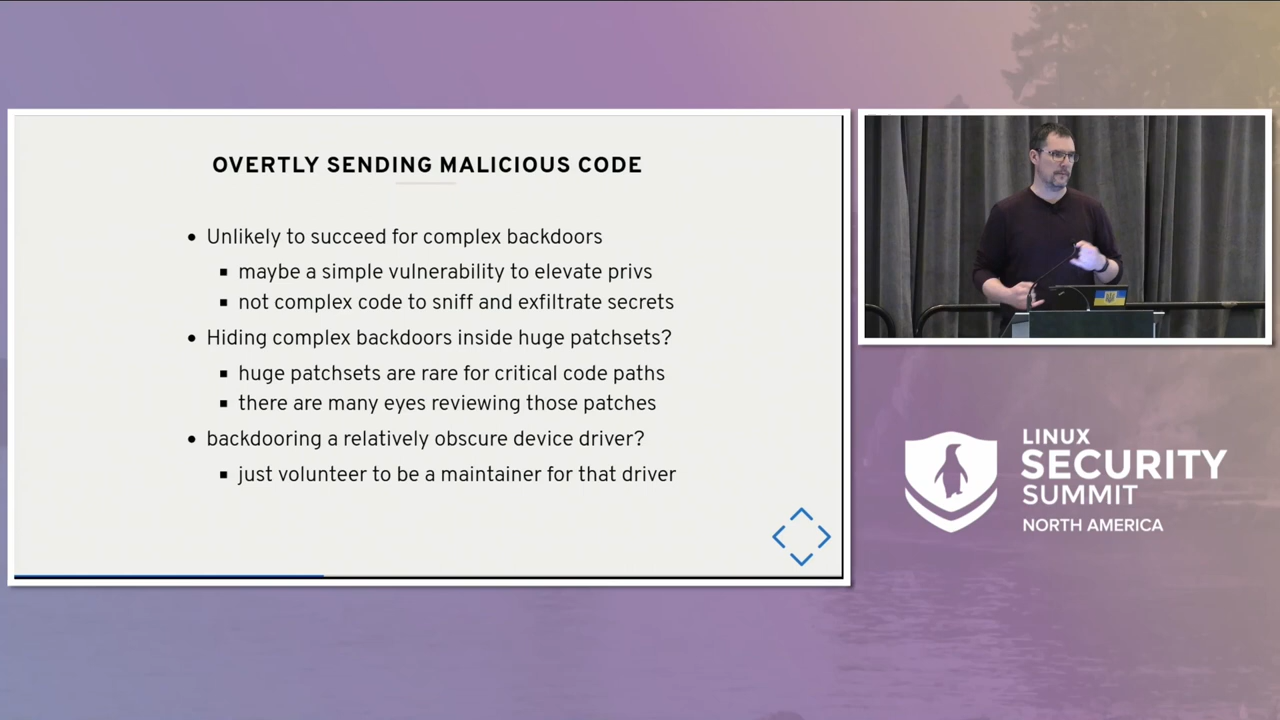 OVERTLY SENDING MALICIOUS CODE
Unlikely to succeed for complex backdoors
maybe a simple vulnerability to elevate privs
not complex code to sniff and exfiltrate secrets
Hiding complex backdoors inside huge patchsets?
huge patchsets are rare for critical code paths
there are many eyes reviewing those patches
backdooring a relatively obscure device driver?
just volunteer to be a maintainer for that driver
LINUX
SECURITY
SUMMIT
NORTH AMERICA